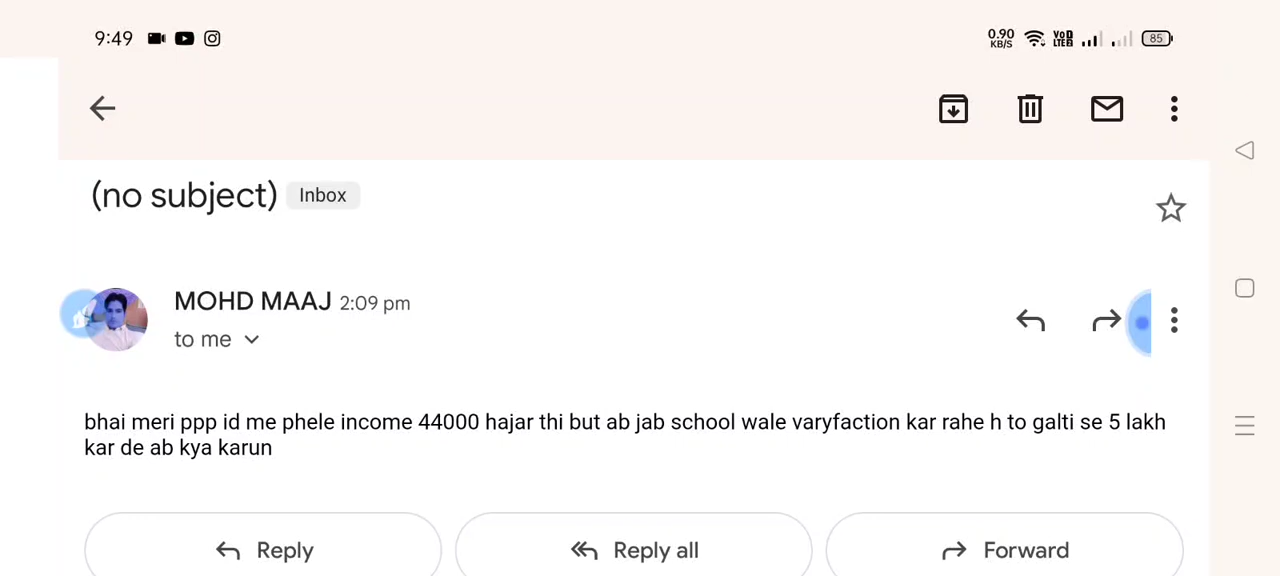 9:49
0.90 KB/S VoD LTE 85
(no subject) Inbox
MOHD MAAJ 2:09 pm
to me
bhai meri ppp id me phele income 44000 hajar thi but ab jab school wale varyfaction kar rahe h to galti se 5 lakh
kar de ab kya karun
Reply Reply all Forward